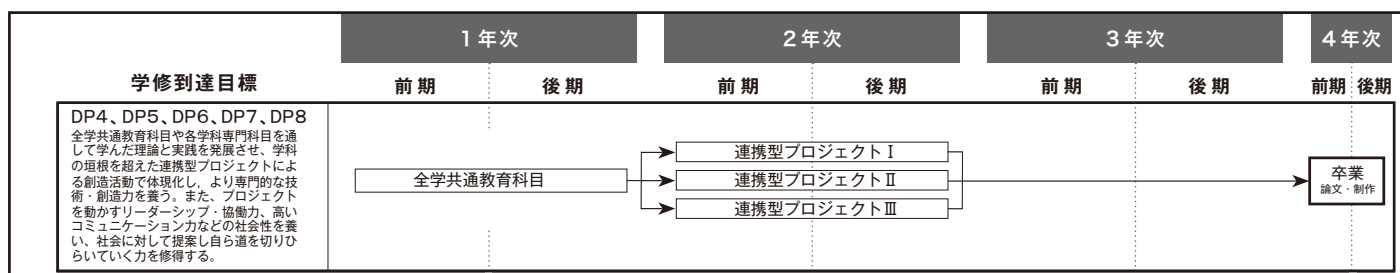 1年次
2年次
3年次
4年次
学修到達目標
前期
後期
前期
後期
前期
後期
前期
後期
DP4、DP5、DP6、DP7、DP8
全学共通教育科目や各学科専門科目を通
して学んだ理論と実践を発展させ、学科
の垣根を超えた連携型プロジェクトによ
る創造活動で体現化し、より専門的な技
術・創造力を養う。また、プロジェクト
を動かすリーダーシップ・協働力、高い
コミュニケーション力などの社会性を養
い、社会に対して提案し自ら道を切りひ
らいていく力を修得する。
全学共通教育科目
連携型プロジェクトⅠ
連携型プロジェクトⅡ
連携型プロジェクトⅢ
卒業
論文・制作